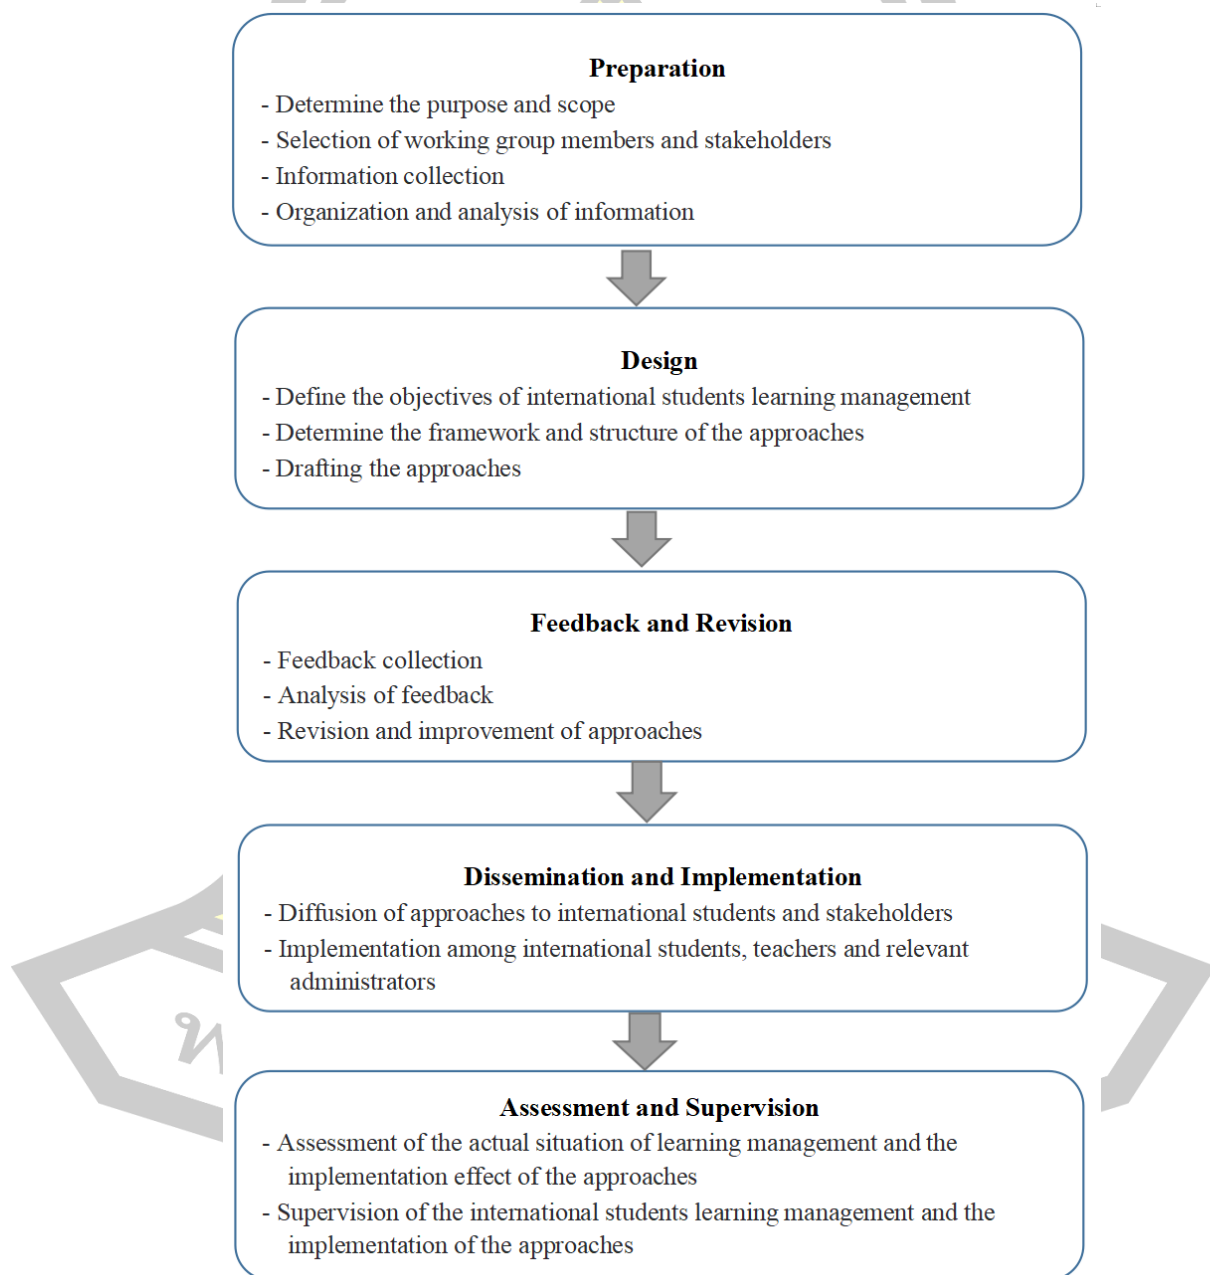 Preparation
- Determine the purpose and scope
- Selection of working group members and stakeholders
- Information collection
- Organization and analysis of information
Design
- Define the objectives of international students learning management
- Determine the framework and structure of the approaches
- Drafting the approaches
Feedback and Revision
- Feedback collection
- Analysis of feedback
- Revision and improvement of approaches
Dissemination and Implementation
- Diffusion of approaches to international students and stakeholders
- Implementation among international students, teachers and relevant
administrators
Assessment and Supervision
- Assessment of the actual situation of learning management and the
implementation effect of the approaches
- Supervision of the international students learning management and the
implementation of the approaches